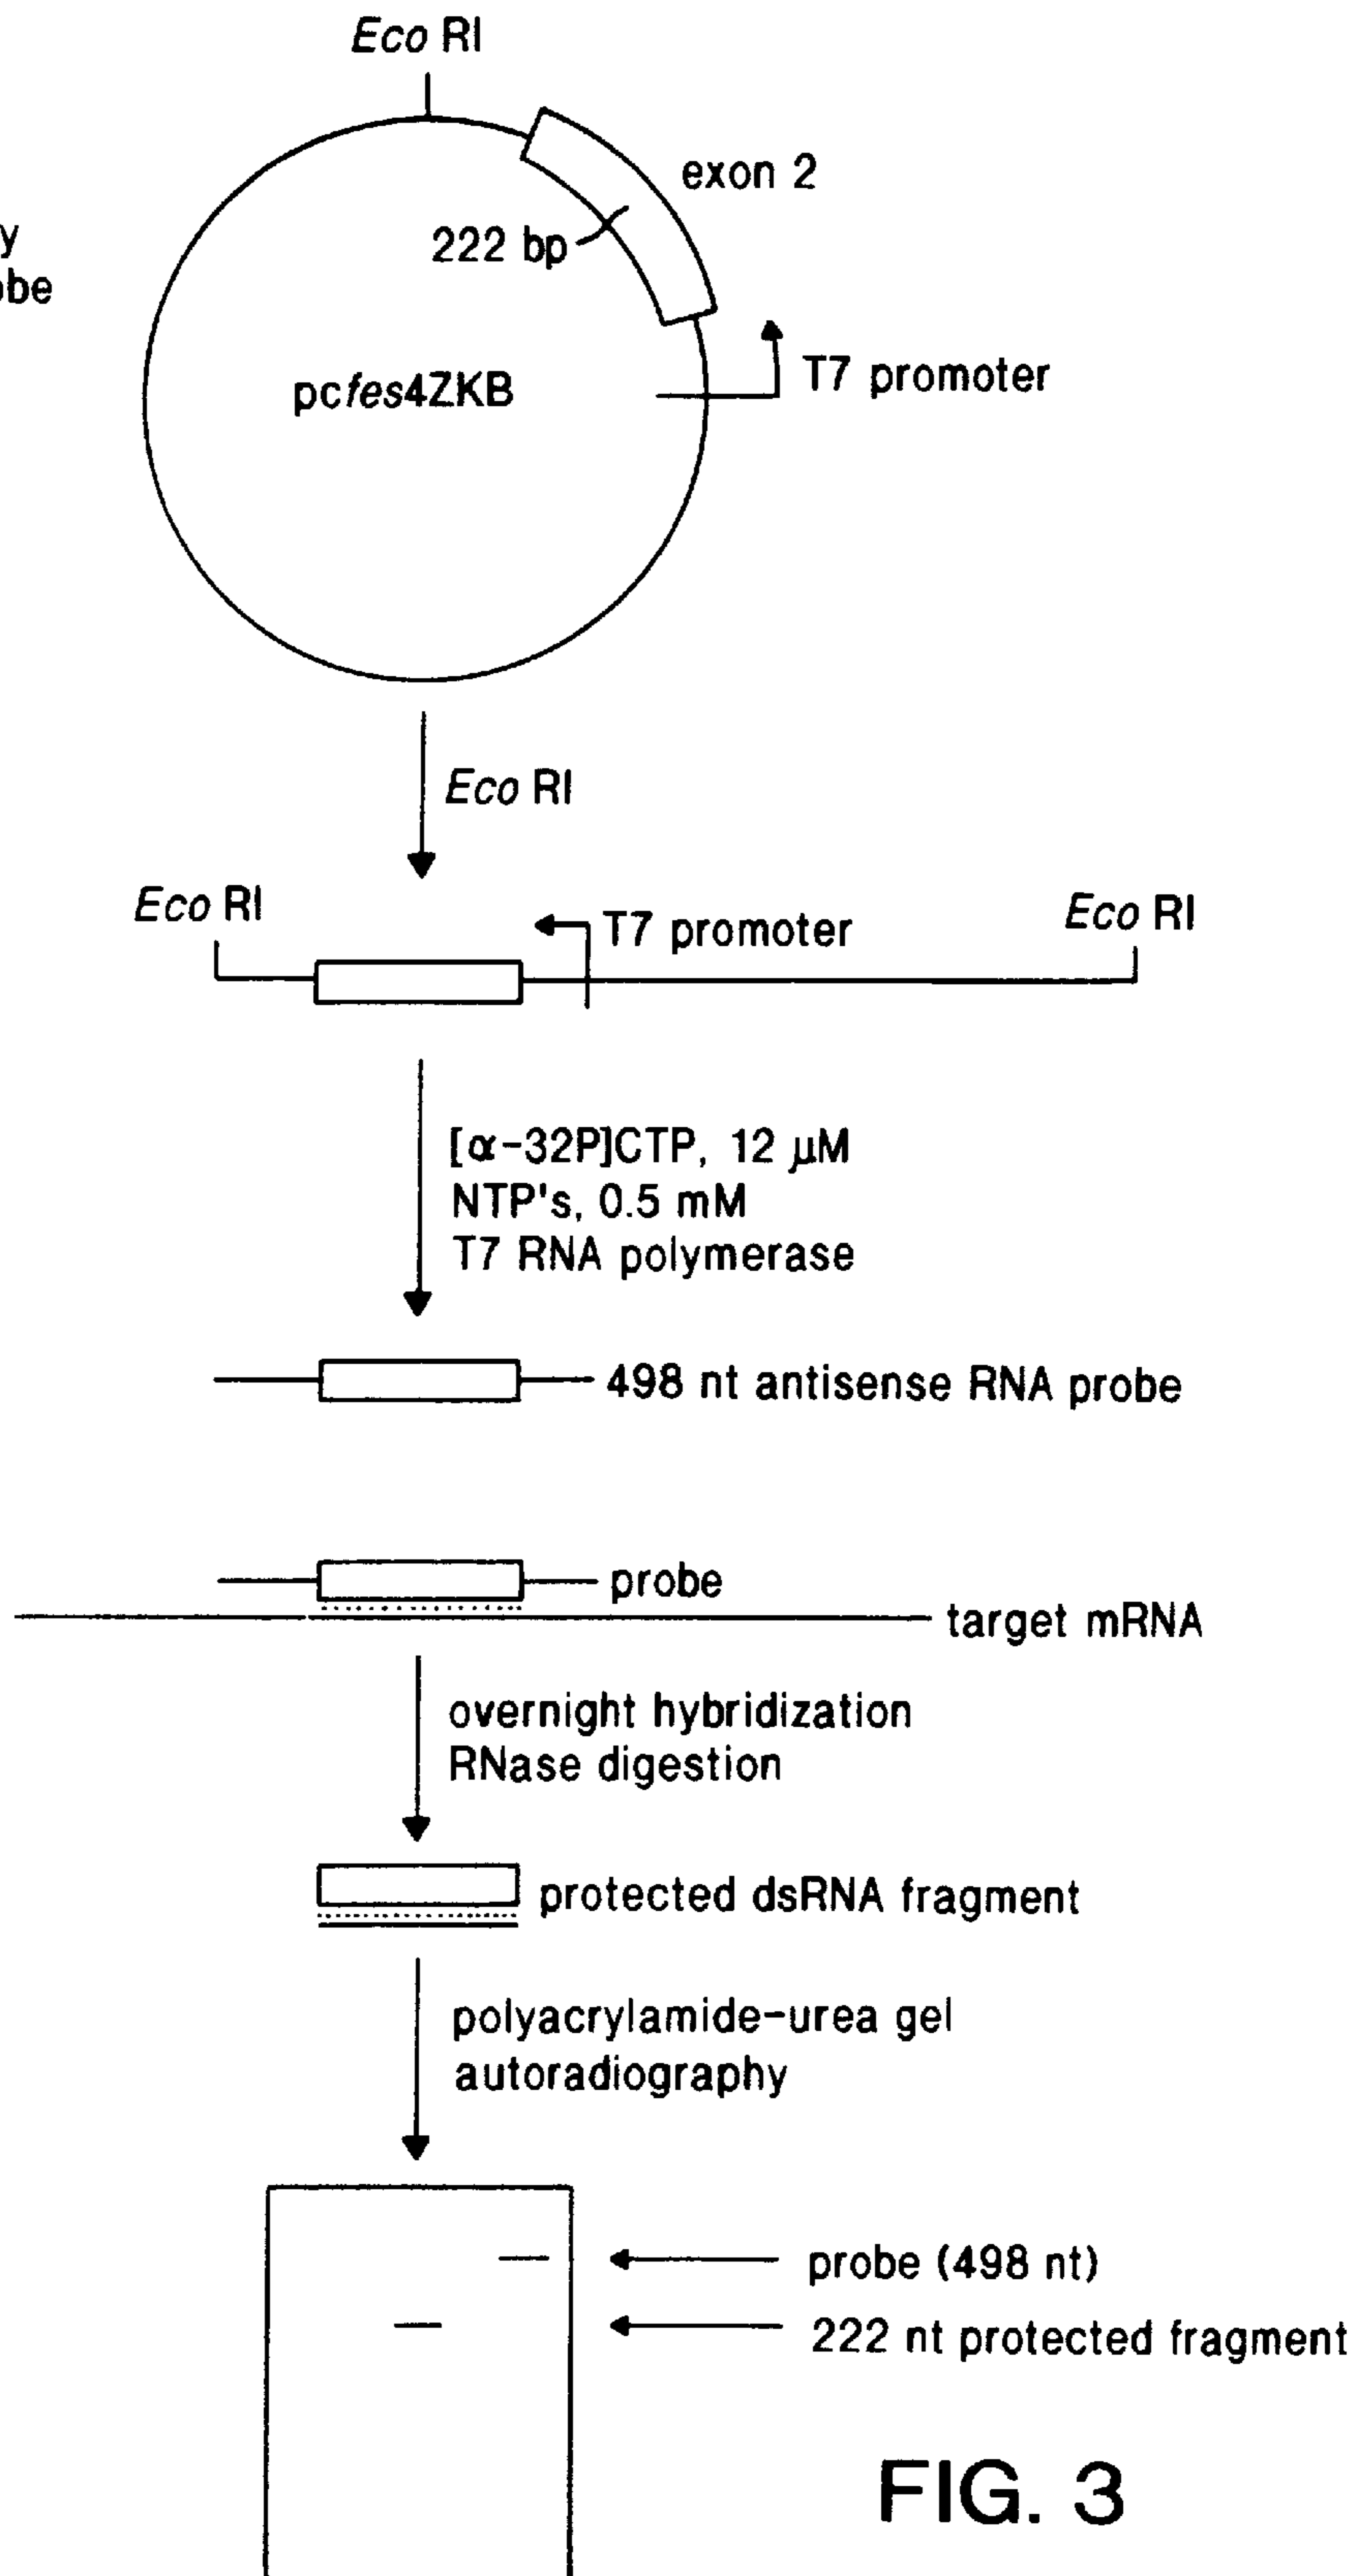 Eco RI
exon 2
222 bp
pcfes4ZKB
T7 promoter
Eco RI
Eco RI
T7 promoter
Eco RI
[α-32P]CTP, 12 µM
NTP's, 0.5 mM
T7 RNA polymerase
498 nt antisense RNA probe
probe
target mRNA
overnight hybridization
RNase digestion
protected dsRNA fragment
polyacrylamide-urea gel
autoradiography
probe (498 nt)
222 nt protected fragment
FIG. 3